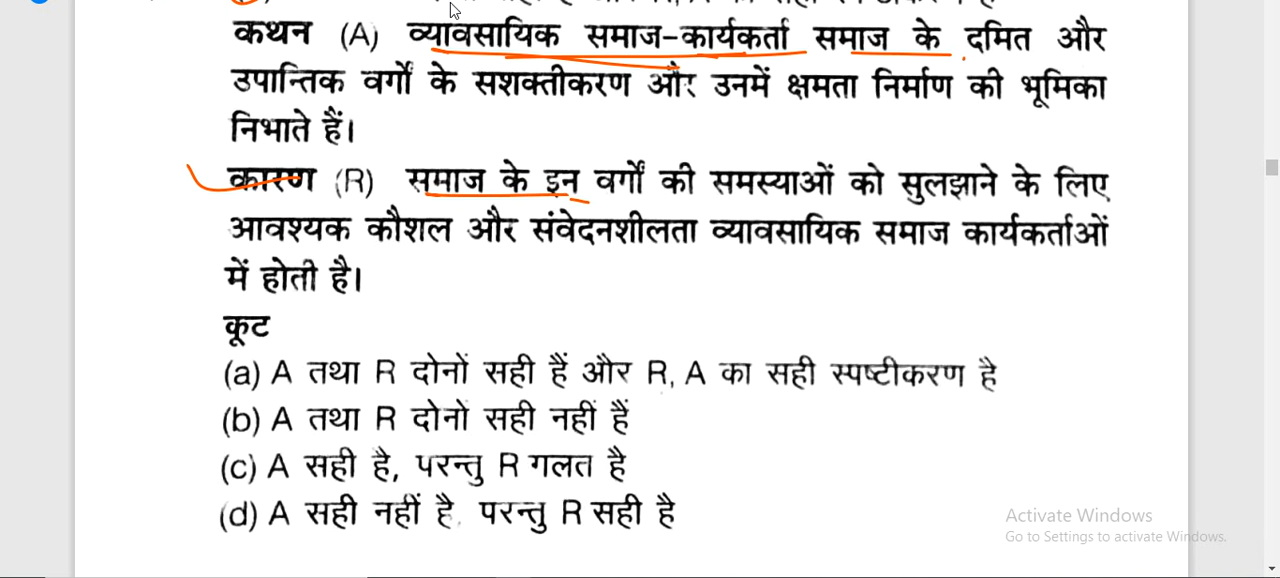 कथन (A) व्यावसायिक समाज-कार्यकर्ता समाज के दमित और
उपान्तिक वर्गों के सशक्तीकरण और उनमें क्षमता निर्माण की भूमिका
निभाते हैं।
कारण (R) समाज के इन वर्गों की समस्याओं को सुलझाने के लिए
आवश्यक कौशल और संवेदनशीलता व्यावसायिक समाज कार्यकर्ताओं
में होती है।
कूट
(a) A तथा R दोनों सही हैं और R, A का सही स्पष्टीकरण है
(b) A तथा R दोनो सही नहीं हैं
(c) A सही है, परन्तु R गलत है
(d) A सही नहीं है, परन्तु R सही है
Activate Windows
Go to Settings to activate Windows.